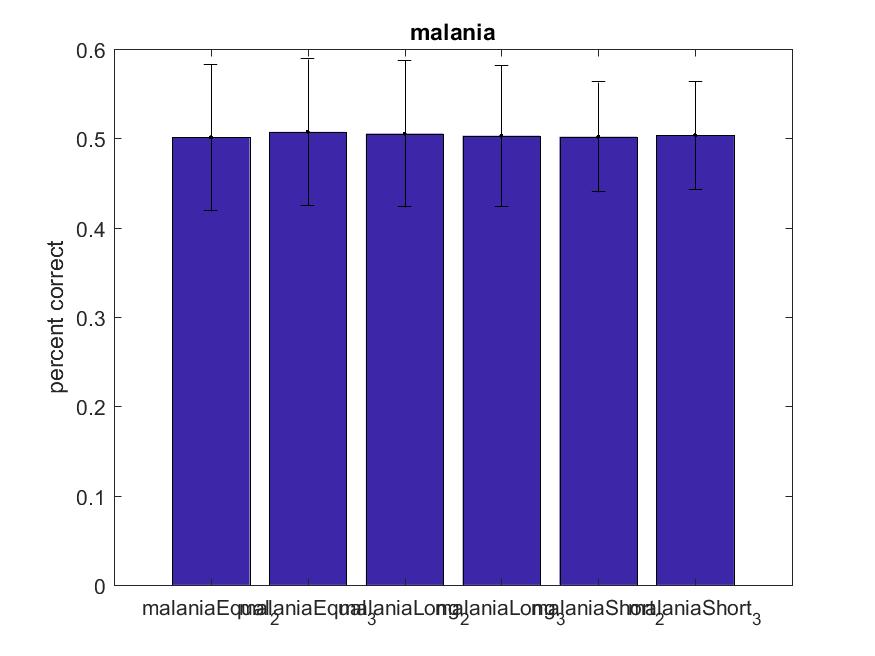 malania
0.6
0.5
0.4
0.3
0.2
0.1
0
percent correct
malaniaEqual2 malaniaEqual3 malaniaLong2 malaniaLong3 malaniaShort2 malaniaShort3